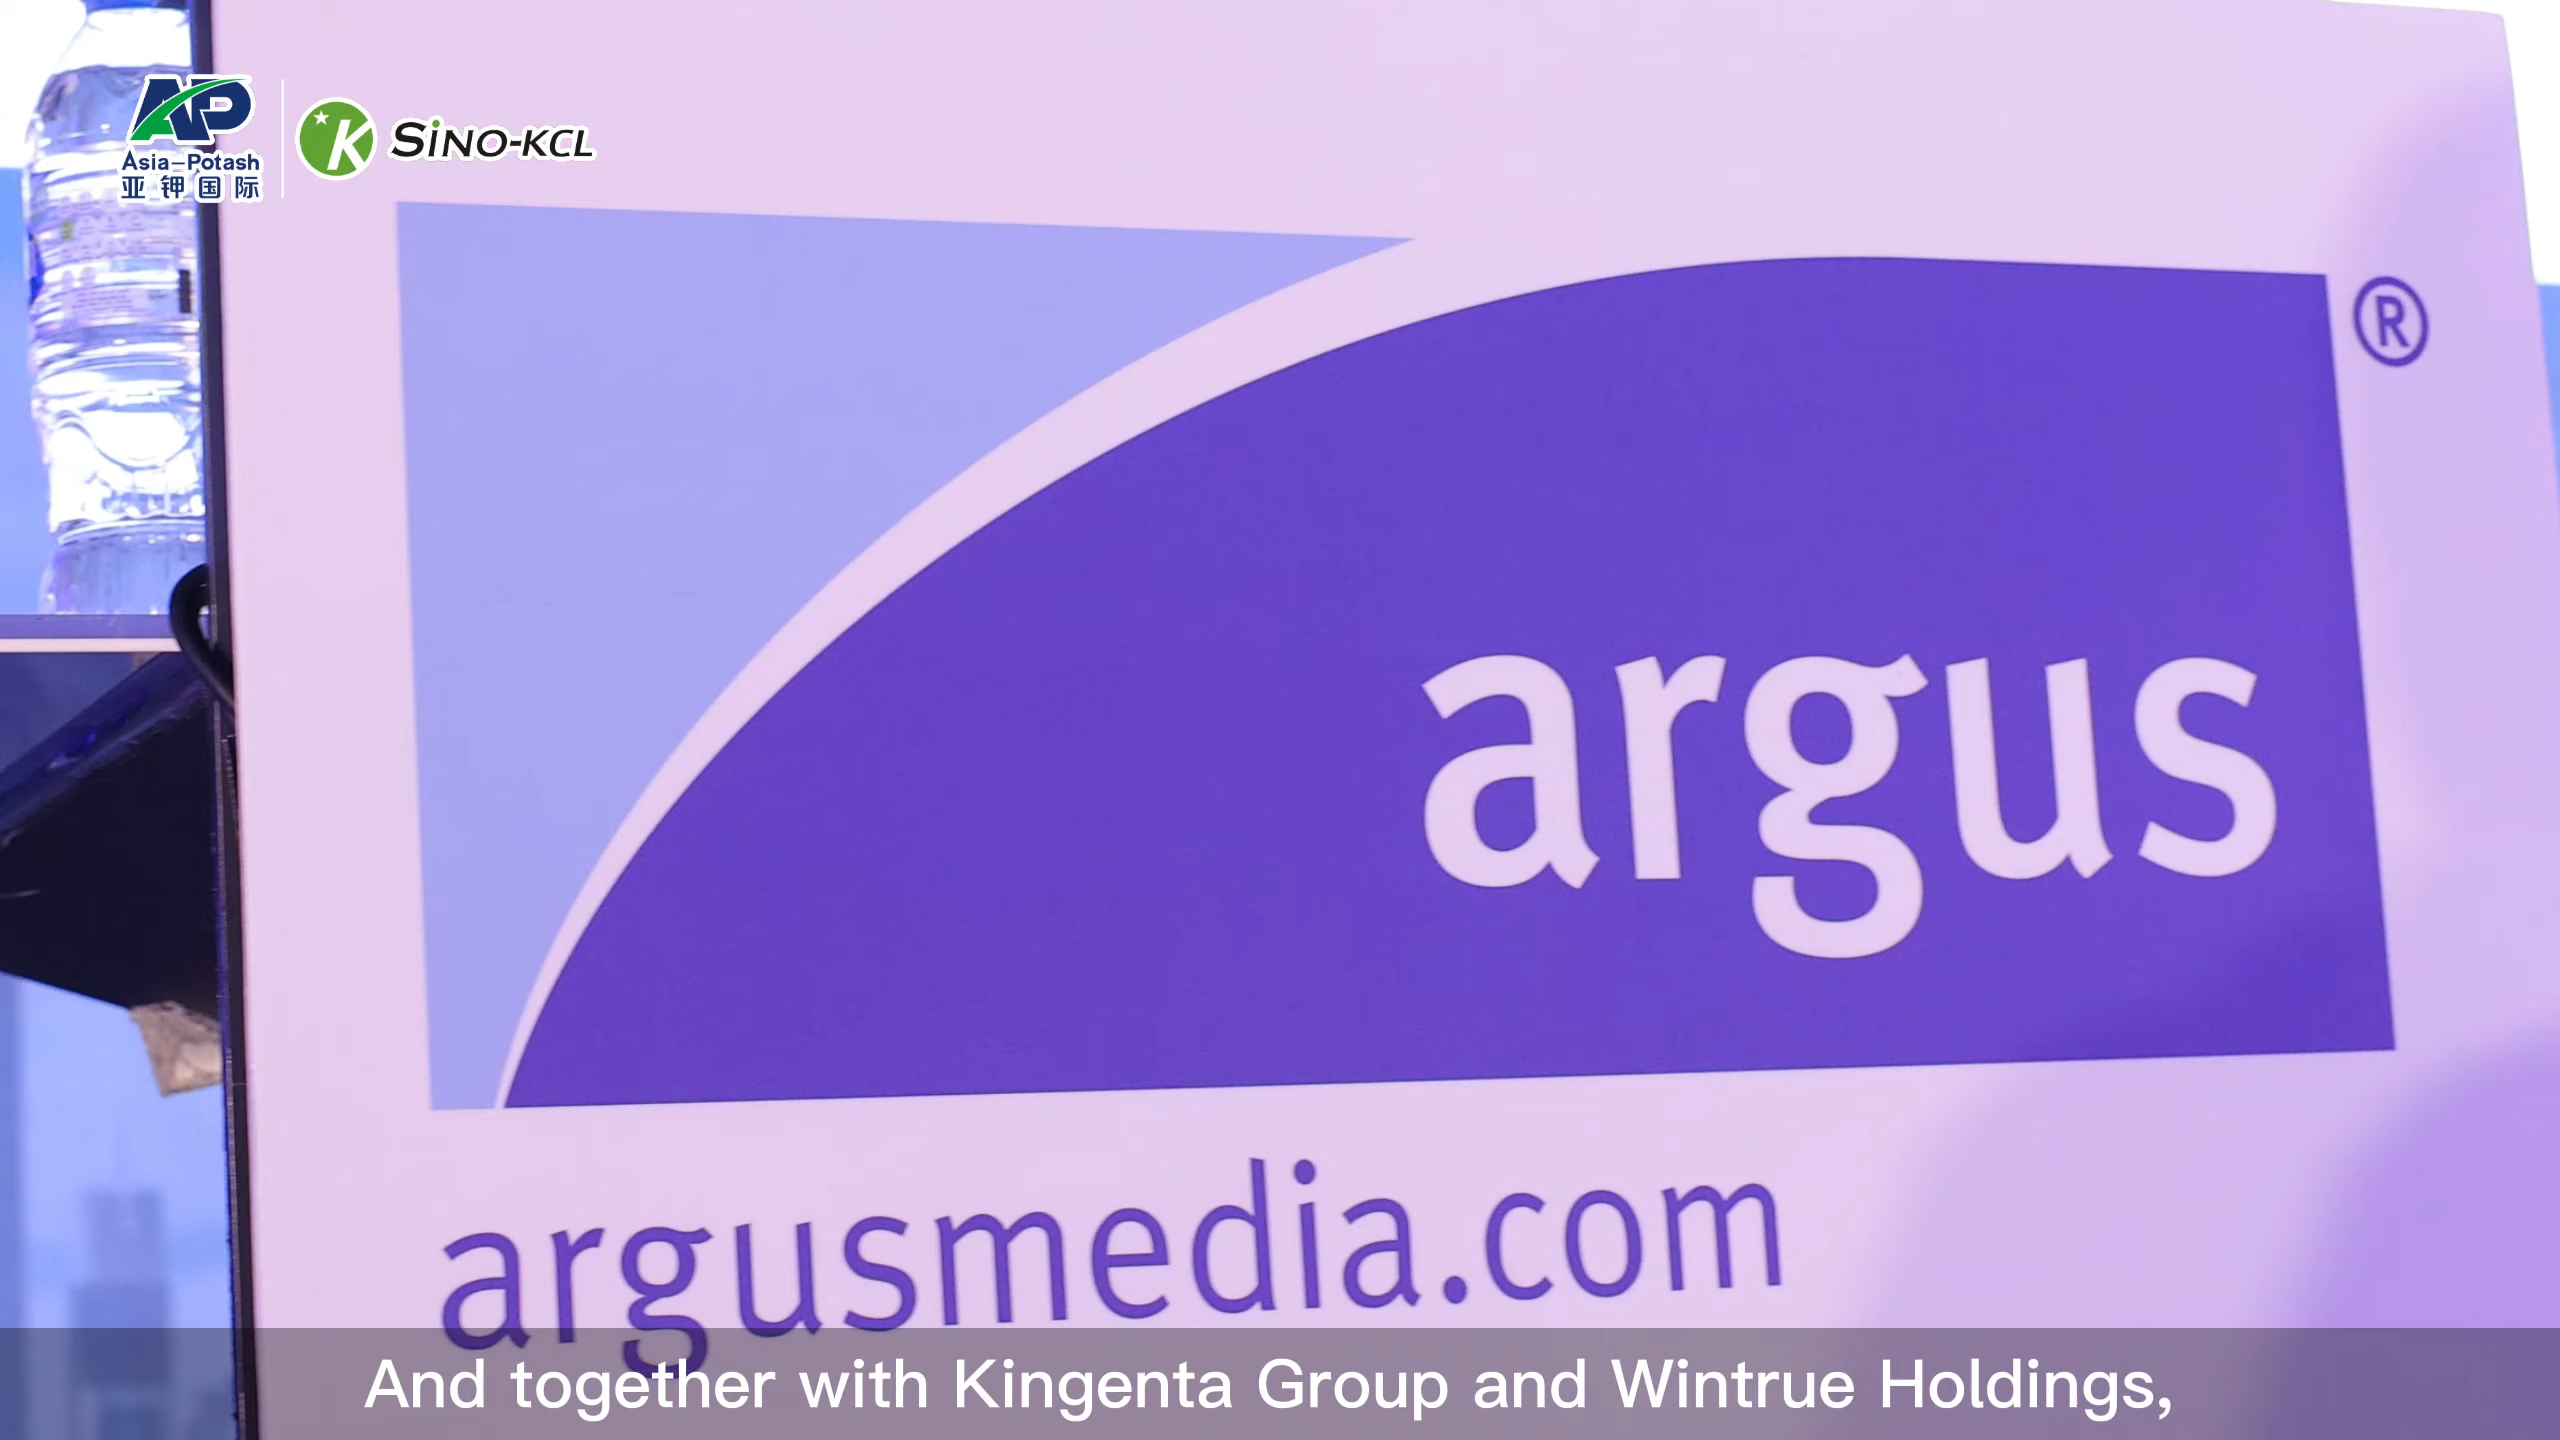 AP
Asia-Potash
亚钾国际
K SINO-KCL
®
argus
argusmedia.com
And together with Kingenta Group and Wintrue Holdings,